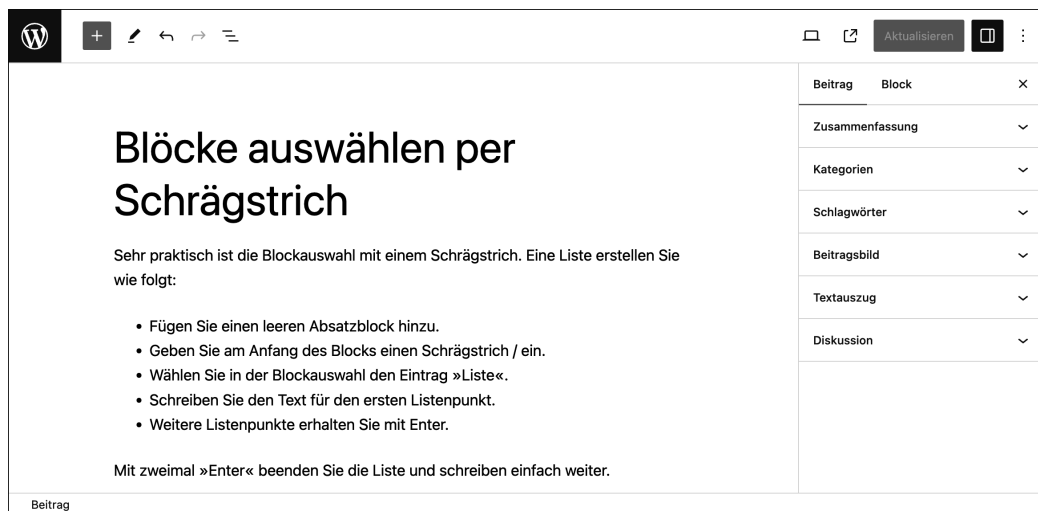 Aktualisieren
Beitrag Block
Blöcke auswählen per
Schrägstrich
Sehr praktisch ist die Blockauswahl mit einem Schrägstrich. Eine Liste erstellen Sie
wie folgt:
• Fügen Sie einen leeren Absatzblock hinzu.
• Geben Sie am Anfang des Blocks einen Schrägstrich / ein.
• Wählen Sie in der Blockauswahl den Eintrag »Liste«.
• Schreiben Sie den Text für den ersten Listenpunkt.
• Weitere Listenpunkte erhalten Sie mit Enter.
Mit zweimal »Enter« beenden Sie die Liste und schreiben einfach weiter.
Zusammenfassung
Kategorien
Schlagwörter
Beitragsbild
Textauszug
Diskussion
Beitrag